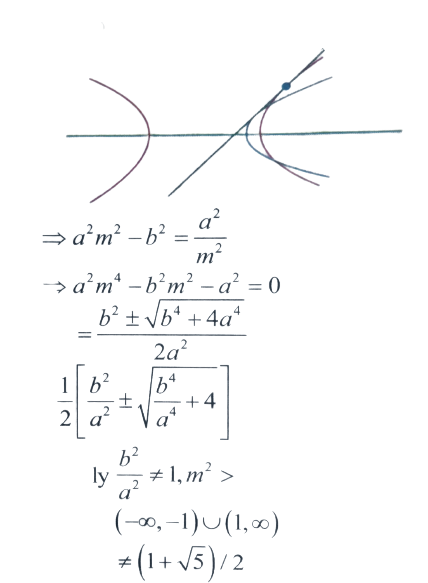 ⇒ a²m² − b² = a²/m²
→ a²m⁴ − b²m² − a² = 0
= (b² ± √(b⁴ + 4a⁴))/(2a²)
1/2 [b²/a² ± √(b⁴/a⁴ + 4)]
ly b²/a² ≠ 1, m² >
(−∞, −1) ∪ (1, ∞)
≠ (1 + √5) / 2